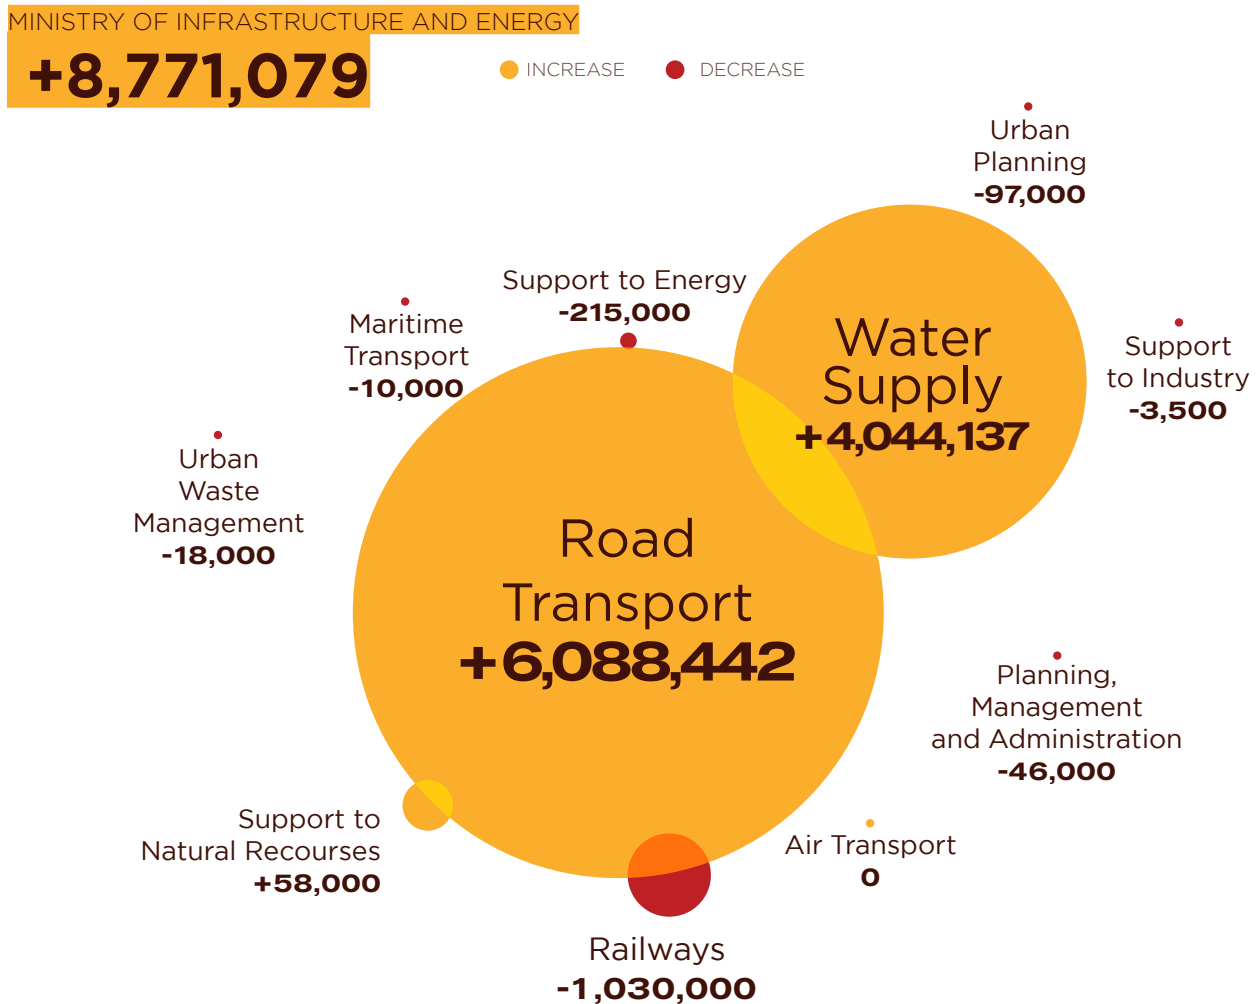 MINISTRY OF INFRASTRUCTURE AND ENERGY
+8,771,079
INCREASE
DECREASE
Urban
Planning
-97,000
Support to Energy
-215,000
Maritime
Transport
-10,000
Water
Supply
+4,044,137
Support
to Industry
-3,500
Urban
Waste
Management
-18,000
Road
Transport
+6,088,442
Planning,
Management
and Administration
-46,000
Support to
Natural Recourses
+58,000
Air Transport
0
Railways
-1,030,000